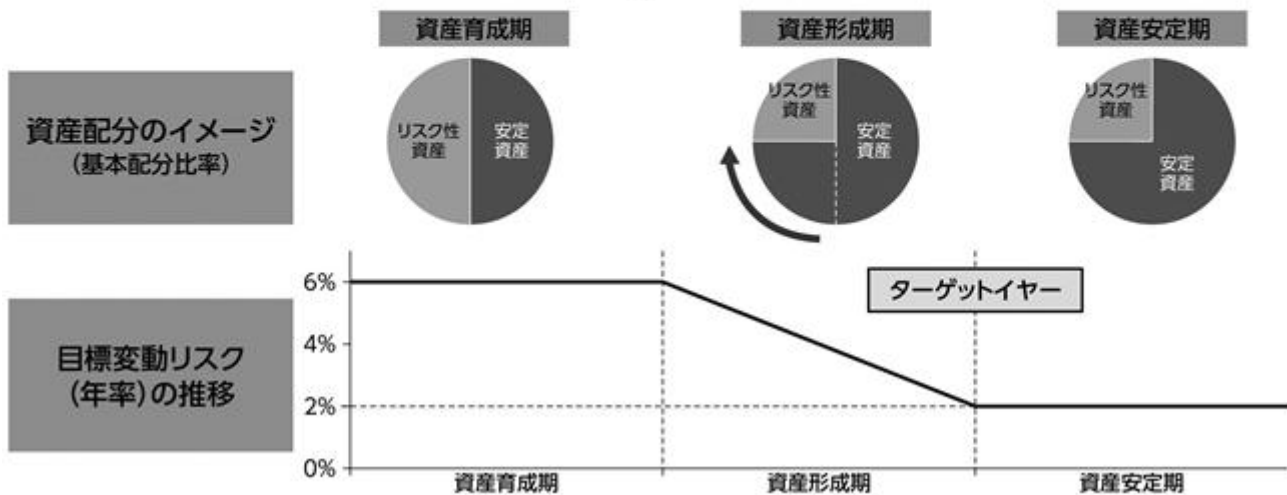 資産育成期
資産形成期
資産安定期
資産配分のイメージ
(基本配分比率)
リスク性
資産
安定
資産
リスク性
資産
安定
資産
リスク性
資産
安定
資産
目標変動リスク
(年率)の推移
6%
4%
2%
0%
ターゲットイヤー
資産育成期
資産形成期
資産安定期